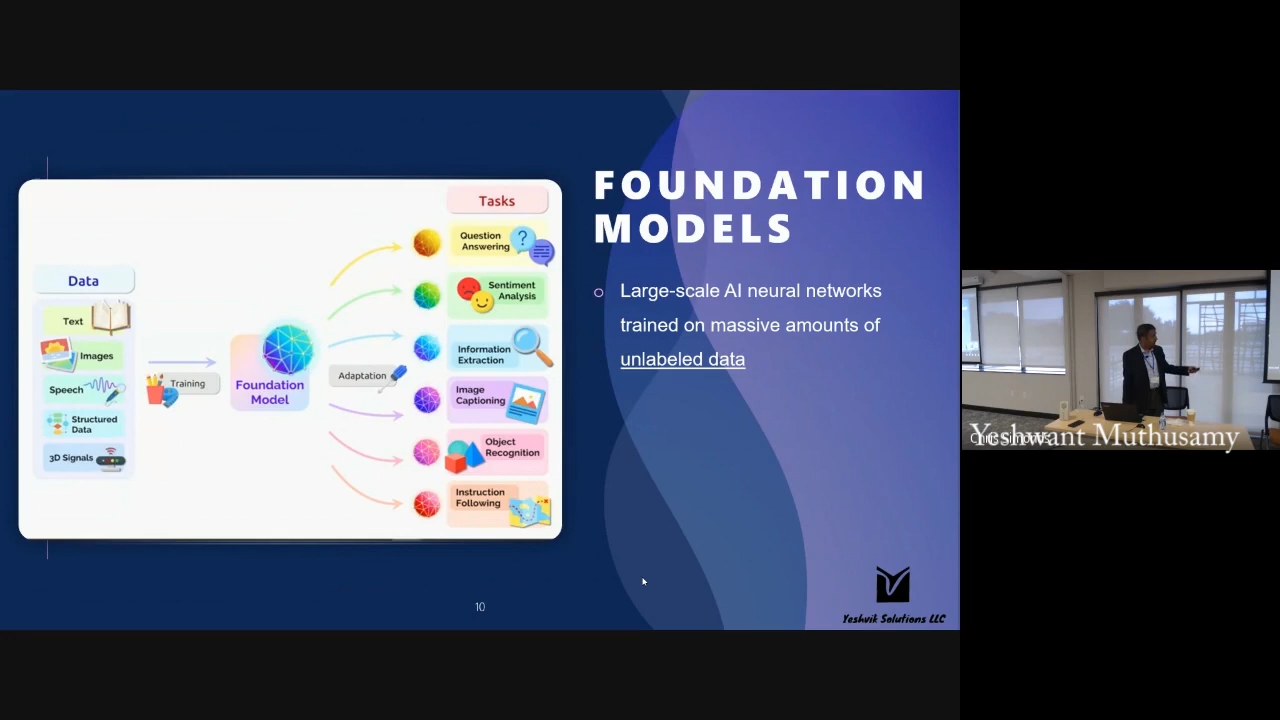 Tasks
Question
Answering
Sentiment
Analysis
Data
Text
Images
Speech
Structured
Data
3D Signals
Training
Foundation
Model
Adaptation
Information
Extraction
Image
Captioning
Object
Recognition
Instruction
Following
FOUNDATION
MODELS
Large-scale AI neural networks
trained on massive amounts of
unlabeled data
10
Yeshvik Solutions LLC
Yeshwant Muthusamy